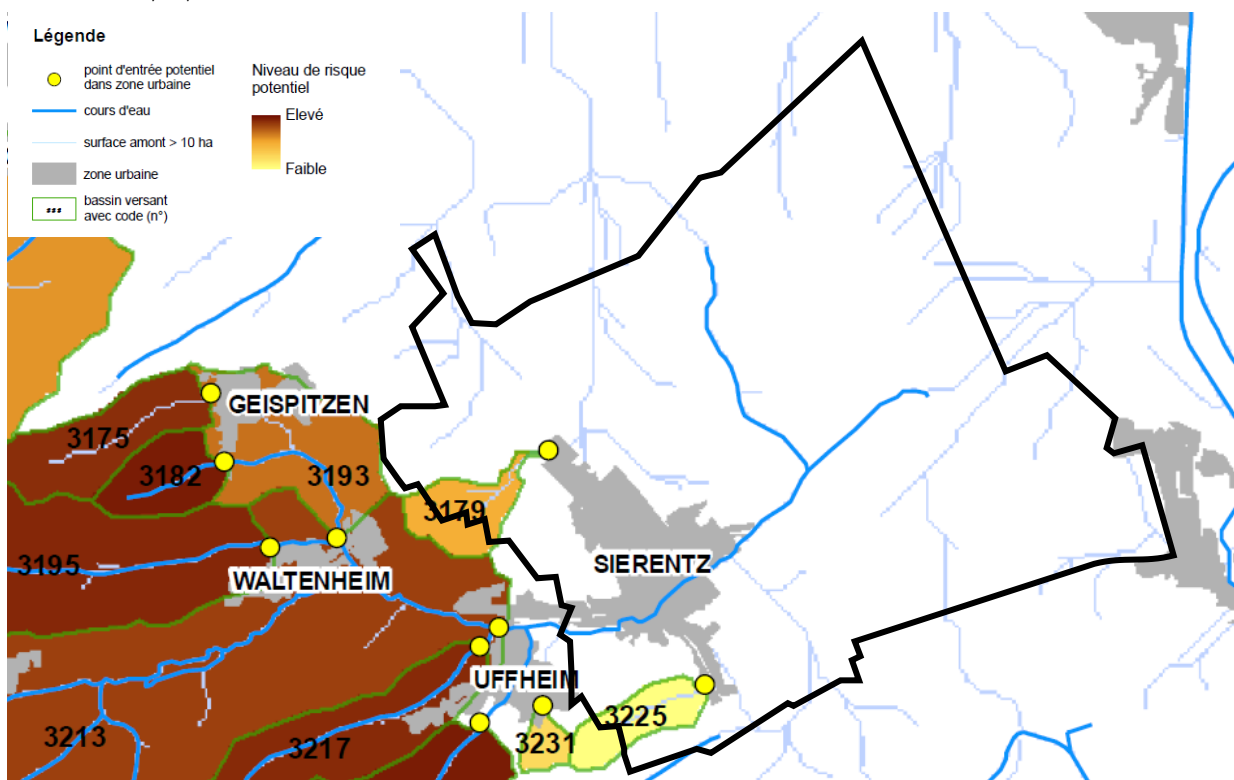 Légende
point d'entrée potentiel
dans zone urbaine
cours d'eau
surface amont > 10 ha
zone urbaine
###
bassin versant
avec code (n°)
Niveau de risque
potentiel
Elevé
Faible
GEISPITZEN
3175
3182
3193
3179
3195
WALTENHEIM
SIERENTZ
UFFHEIM
3225
3213
3217
3231